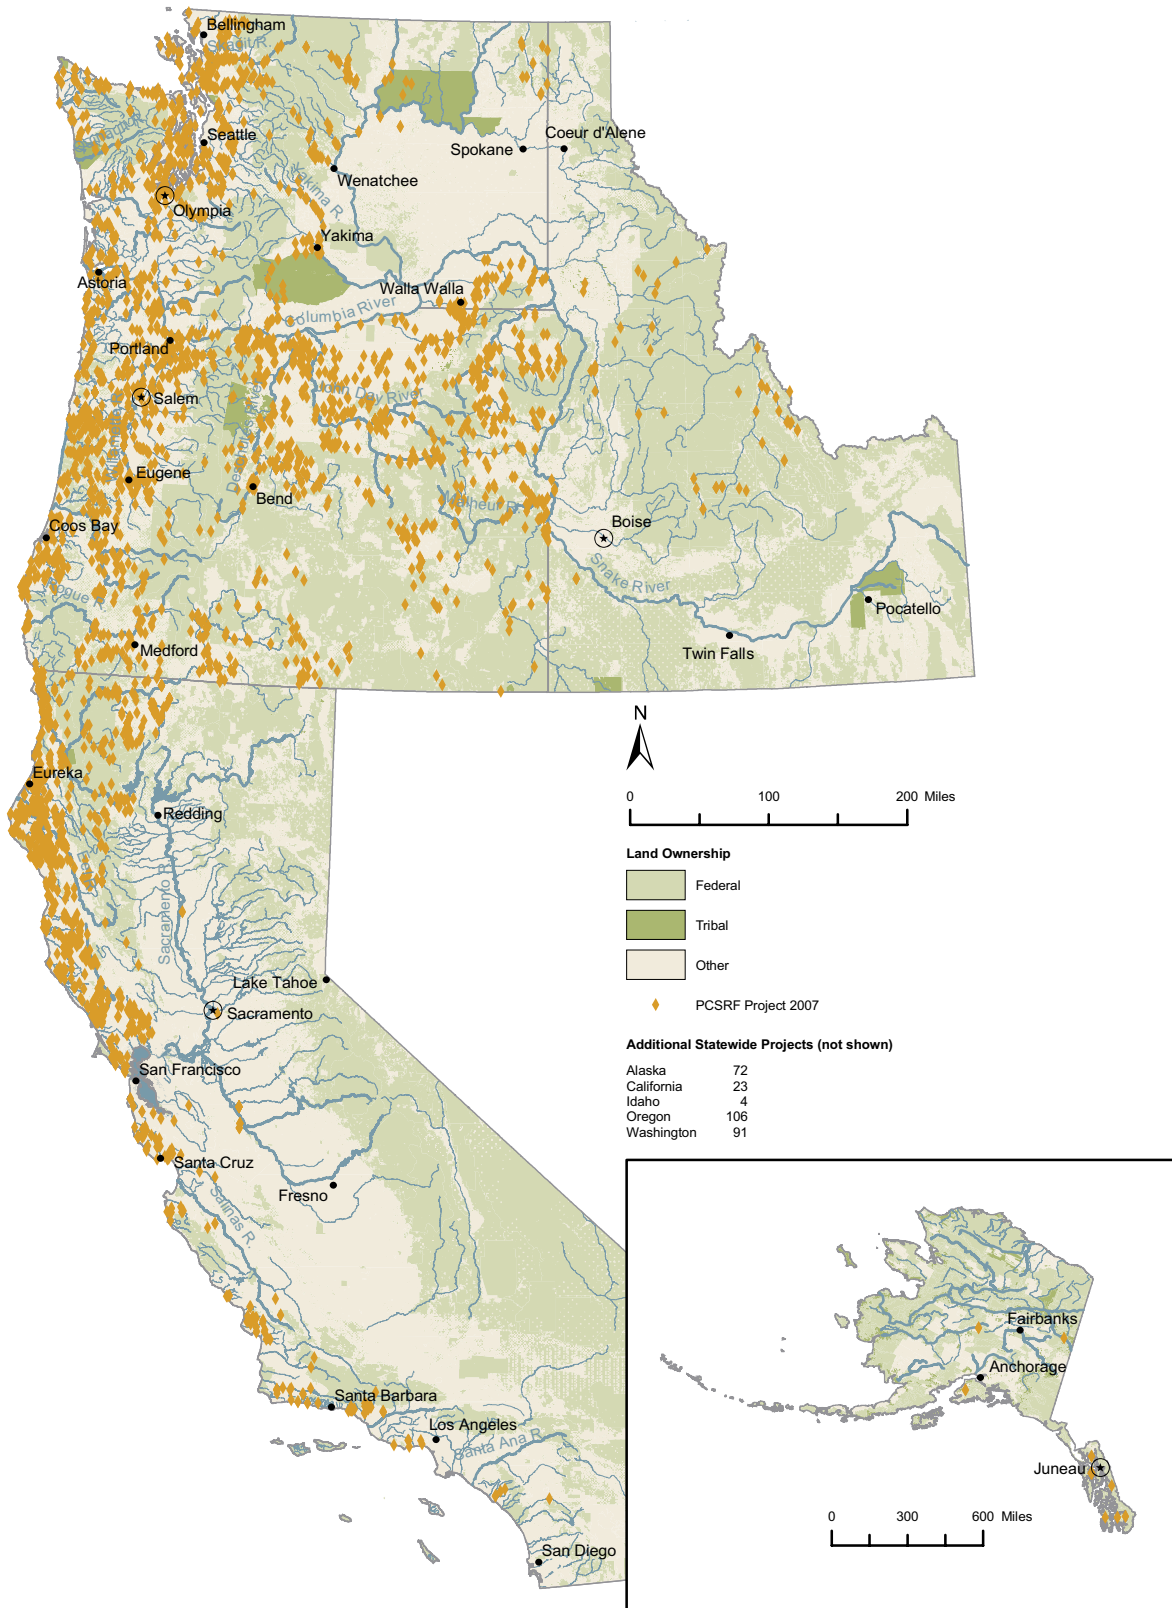 Bellingham
Skagit R.
Seattle
Spokane
Coeur d'Alene
Wenatchee
Yakima R.
Olympia
Yakima
Astoria
Walla Walla
Columbia River
Portland
John Day River
Salem
Willamette R.
Deschutes River
Eugene
Bend
Malheur R.
Coos Bay
Boise
Snake River
Rogue R.
Pocatello
Medford
Twin Falls
N
Eureka
0 100 200 Miles
Redding
Land Ownership
Federal
Sacramento R.
Tribal
Other
Lake Tahoe
PCSRF Project 2007
Sacramento
Additional Statewide Projects (not shown)
Alaska 72
California 23
Idaho 4
Oregon 106
Washington 91
San Francisco
Santa Cruz
Fresno
Salinas R.
Santa Barbara
Los Angeles
Santa Ana R.
San Diego
Fairbanks
Anchorage
Juneau
0 300 600 Miles